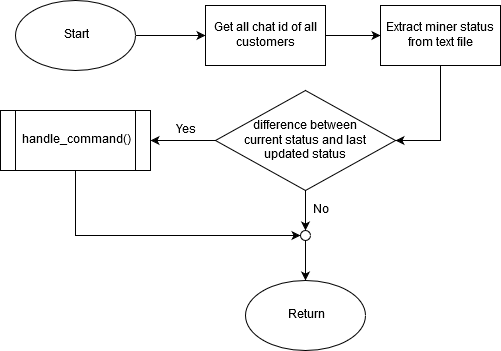 Start
Get all chat id of all
customers
Extract miner status
from text file
difference between
current status and last
updated status
Yes
handle_command()
No
Return